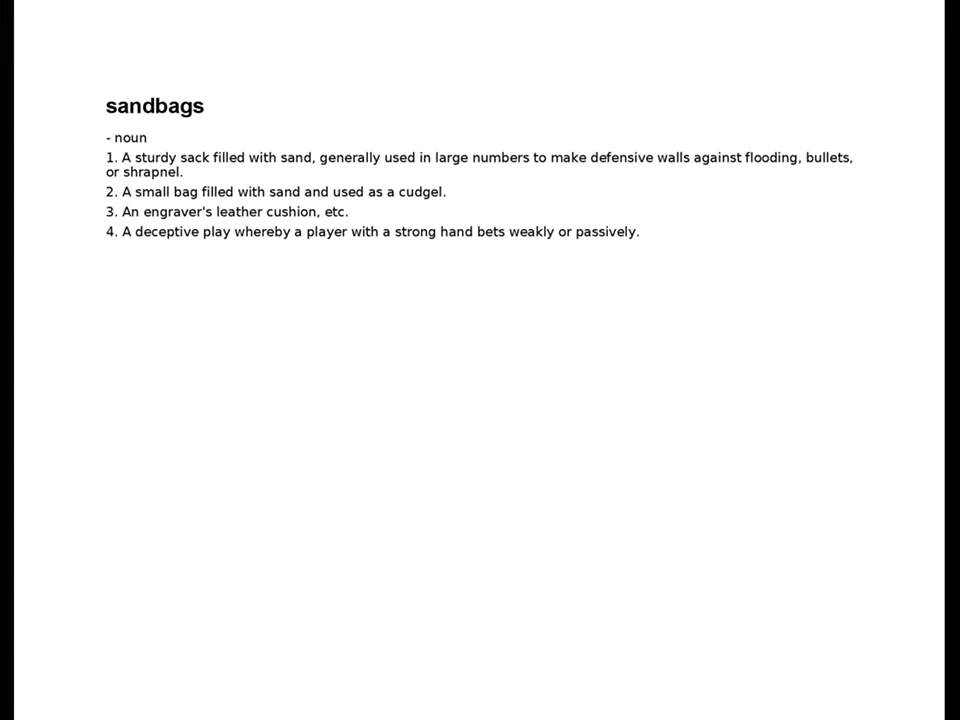 sandbags
- noun
1. A sturdy sack filled with sand, generally used in large numbers to make defensive walls against flooding, bullets,
or shrapnel.
2. A small bag filled with sand and used as a cudgel.
3. An engraver's leather cushion, etc.
4. A deceptive play whereby a player with a strong hand bets weakly or passively.